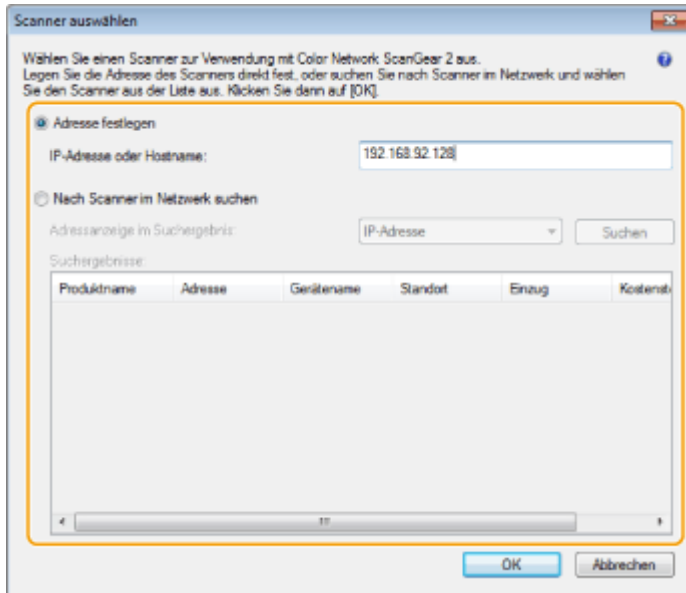 Scanner auswählen
Wählen Sie einen Scanner zur Verwendung mit Color Network ScanGear 2 aus.
Legen Sie die Adresse des Scanners direkt fest, oder suchen Sie nach Scanner im Netzwerk und wählen
Sie den Scanner aus der Liste aus. Klicken Sie dann auf [OK].
Adresse festlegen
IP-Adresse oder Hostname: 192.168.92.128
Nach Scanner im Netzwerk suchen
Adressanzeige im Suchergebnis: IP-Adresse Suchen
Suchergebnisse:
Produktname Adresse Gerätename Standort Einzug Kostenst
OK Abbrechen